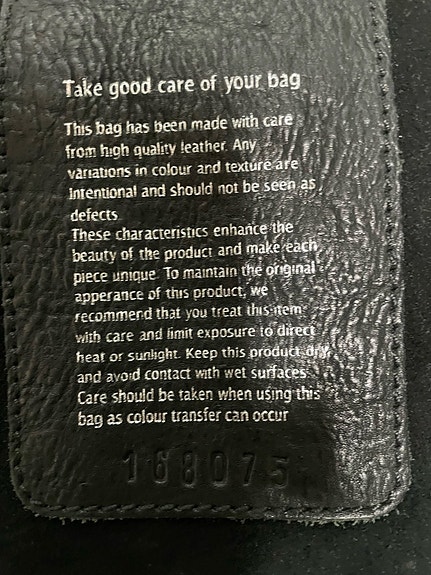 Take good care of your bag
This bag has been made with care
from high quality leather. Any
variations in colour and texture are
intentional and should not be seen as
defects
These characteristics enhance the
beauty of the product and make each
piece unique. To maintain the original
apperance of this product, we
recommend that you treat this item
with care and limit exposure to direct
heat or sunlight. Keep this product dry
and avoid contact with wet surfaces
Care should be taken when using this
bag as colour transfer can occur
168075